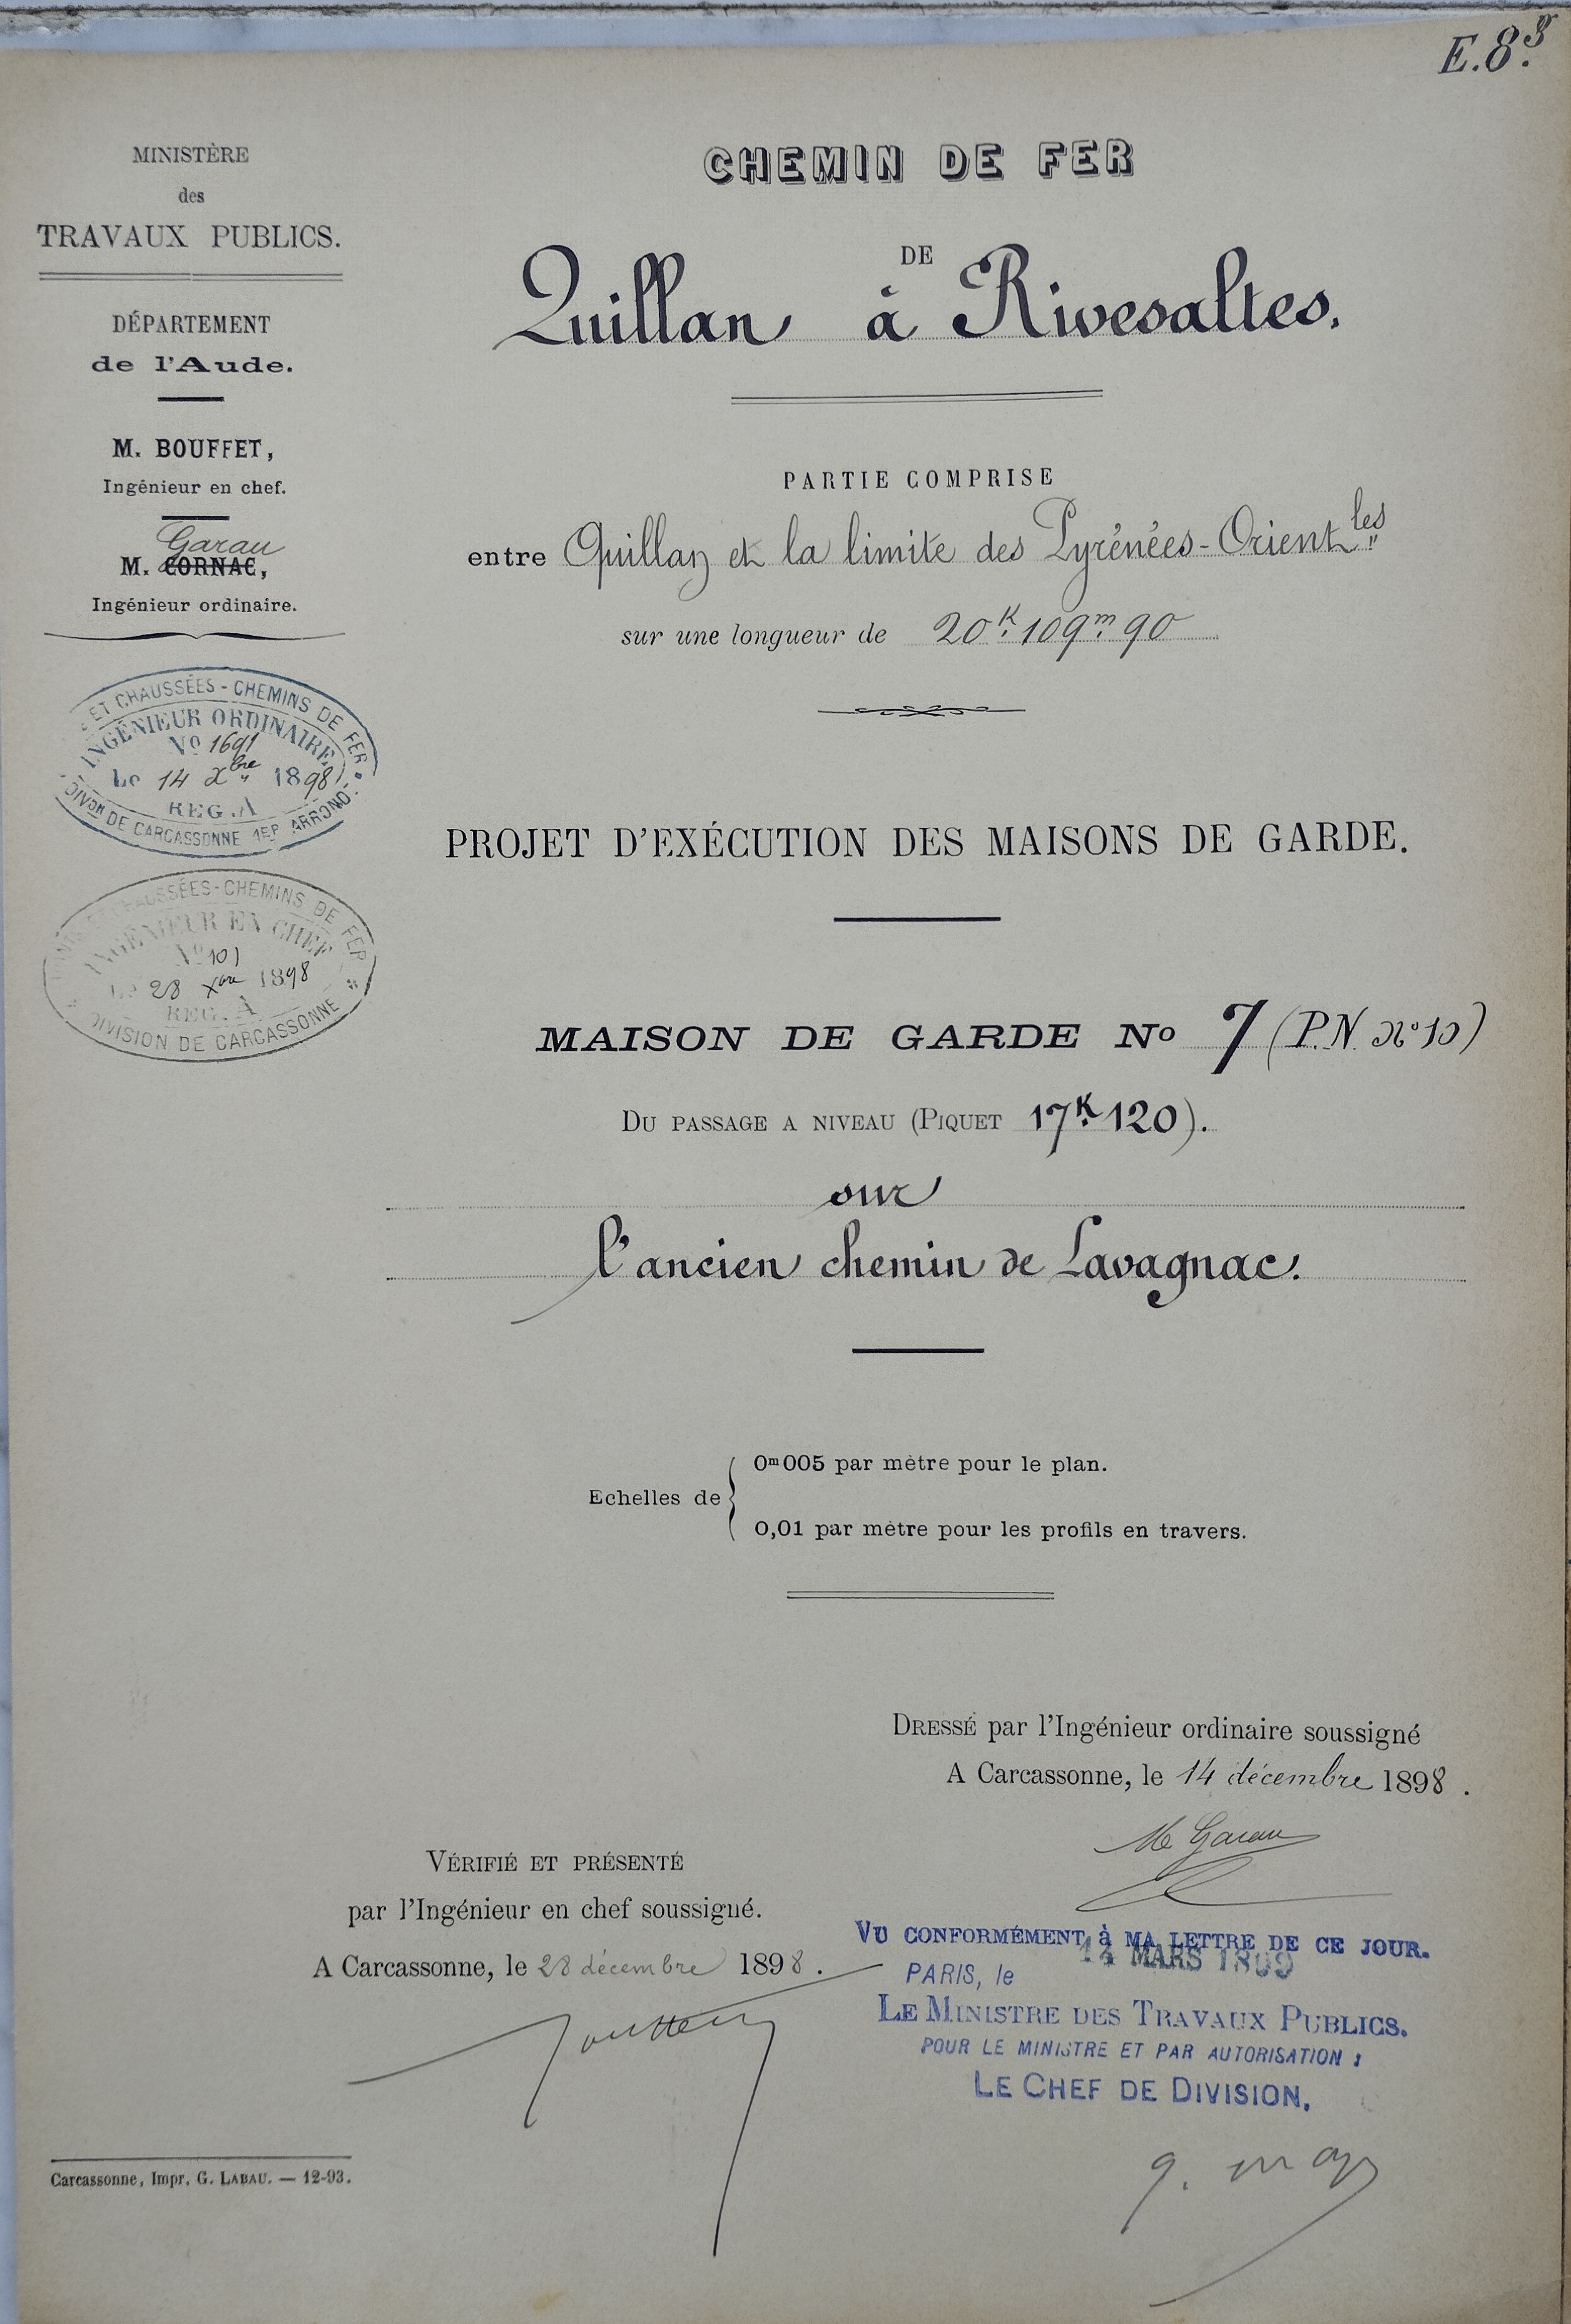 E.8.3
MINISTÈRE
des
TRAVAUX PUBLICS.
DÉPARTEMENT
de l'Aude.
M. BOUFFET,
Ingénieur en chef.
Garau
M. CORNAC,
Ingénieur ordinaire.
ET CHAUSSÉES - CHEMINS DE FER
INGÉNIEUR ORDINAIRE
No 1691
Le 14 Xbre 1898
REG. A
DIVON DE CARCASSONNE 1ER ARROND.
CHAUSSÉES - CHEMINS DE FER
INGÉNIEUR EN CHEF
No 101
Le 28 Xbre 1898
REG. A
DIVISION DE CARCASSONNE
CHEMIN DE FER
DE
Quillan à Rivesaltes.
PARTIE COMPRISE
entre Quillan et la limite des Pyrénées-Orientles
sur une longueur de 20K.109m.90
PROJET D'EXÉCUTION DES MAISONS DE GARDE.
MAISON DE GARDE No 7 (P.N. no 10)
DU PASSAGE A NIVEAU (PIQUET 17K.120).
sur
l'ancien chemin de Lavagnac.
Echelles de
0m005 par mètre pour le plan.
0,01 par mètre pour les profils en travers.
DRESSÉ par l'Ingénieur ordinaire soussigné
A Carcassonne, le 14 décembre 1898.
M Garau
VÉRIFIÉ ET PRÉSENTÉ
par l'Ingénieur en chef soussigné.
A Carcassonne, le 28 décembre 1898.
VU CONFORMÉMENT à MA LETTRE DE CE JOUR.
PARIS, le 14 MARS 1899
LE MINISTRE DES TRAVAUX PUBLICS.
POUR LE MINISTRE ET PAR AUTORISATION :
LE CHEF DE DIVISION.
Carcassonne, Impr. G. LABAU. — 12-93.